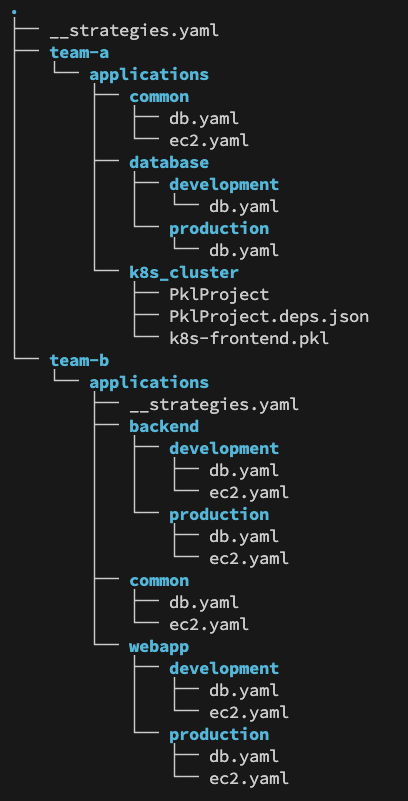 .
├── __strategies.yaml
├── team-a
│   └── applications
│       ├── common
│       │   ├── db.yaml
│       │   └── ec2.yaml
│       ├── database
│       │   ├── development
│       │   │   └── db.yaml
│       │   └── production
│       │       └── db.yaml
│       └── k8s_cluster
│           ├── PklProject
│           ├── PklProject.deps.json
│           └── k8s-frontend.pkl
└── team-b
    └── applications
        ├── __strategies.yaml
        ├── backend
        │   ├── development
        │   │   ├── db.yaml
        │   │   └── ec2.yaml
        │   └── production
        │       ├── db.yaml
        │       └── ec2.yaml
        ├── common
        │   ├── db.yaml
        │   └── ec2.yaml
        └── webapp
            ├── development
            │   ├── db.yaml
            │   └── ec2.yaml
            └── production
                ├── db.yaml
                └── ec2.yaml